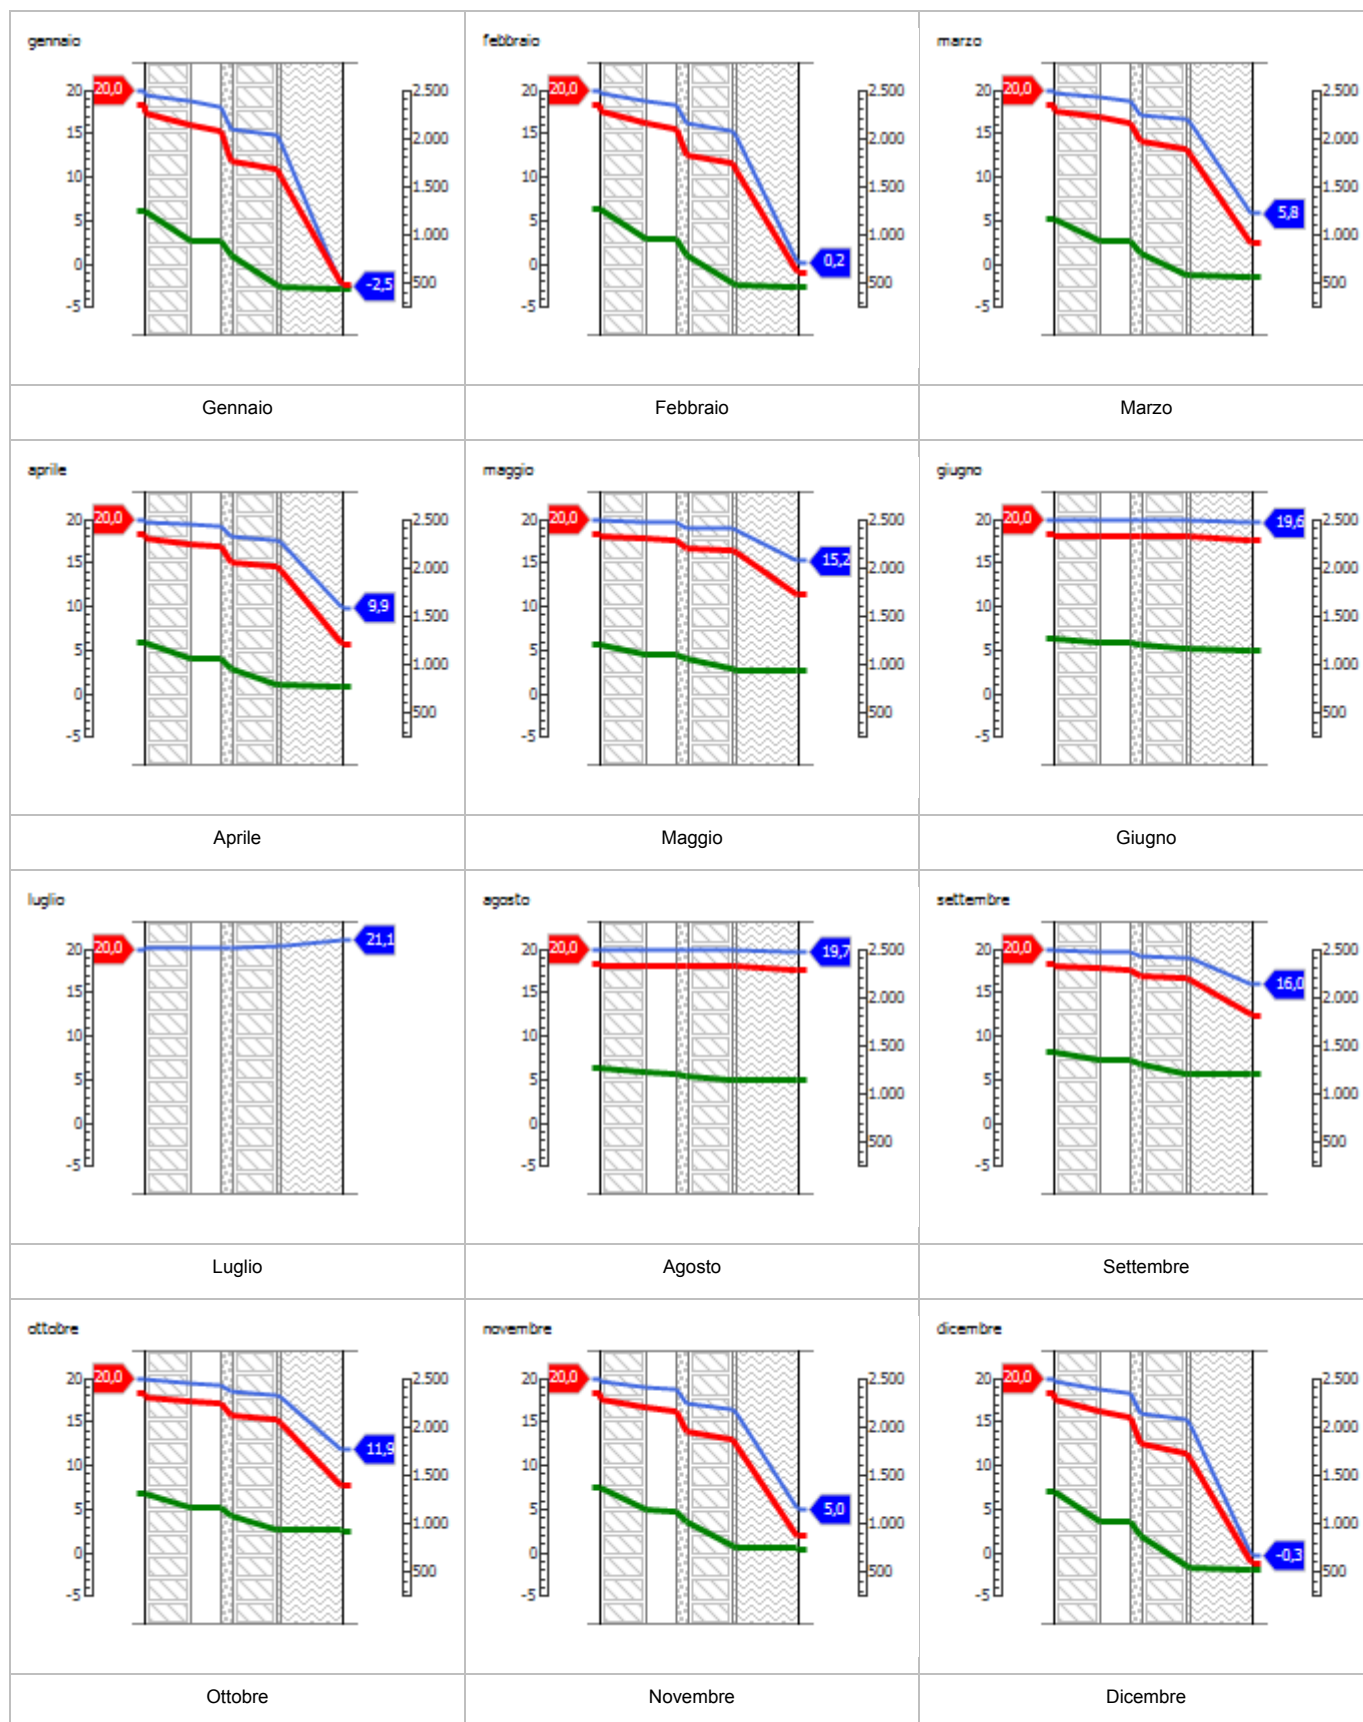 gennaio
20 20,0 2.500
15 2.000
10 1.500
5 1.000
0 500
-5 -2,5
Gennaio
febbraio
20 20,0 2.500
15 2.000
10 1.500
5 1.000
0 0,2 500
-5
Febbraio
marzo
20 20,0 2.500
15 2.000
10 1.500
5 5,8 1.000
0 500
-5
Marzo
aprile
20 20,0 2.500
15 2.000
10 9,9 1.500
5 1.000
0 500
-5
Aprile
maggio
20 20,0 2.500
15 15,2 2.000
10 1.500
5 1.000
0 500
-5
Maggio
giugno
20 20,0 19,6 2.500
15 2.000
10 1.500
5 1.000
0 500
-5
Giugno
luglio
20 20,0 21,1
15
10
5
0
-5
Luglio
agosto
20 20,0 19,7 2.500
15 2.000
10 1.500
5 1.000
0 500
-5
Agosto
settembre
20 20,0 2.500
15 16,0 2.000
10 1.500
5 1.000
0 500
-5
Settembre
ottobre
20 20,0 2.500
15 2.000
10 11,9 1.500
5 1.000
0 500
-5
Ottobre
novembre
20 20,0 2.500
15 2.000
10 1.500
5 5,0 1.000
0 500
-5
Novembre
dicembre
20 20,0 2.500
15 2.000
10 1.500
5 1.000
0 -0,3 500
-5
Dicembre